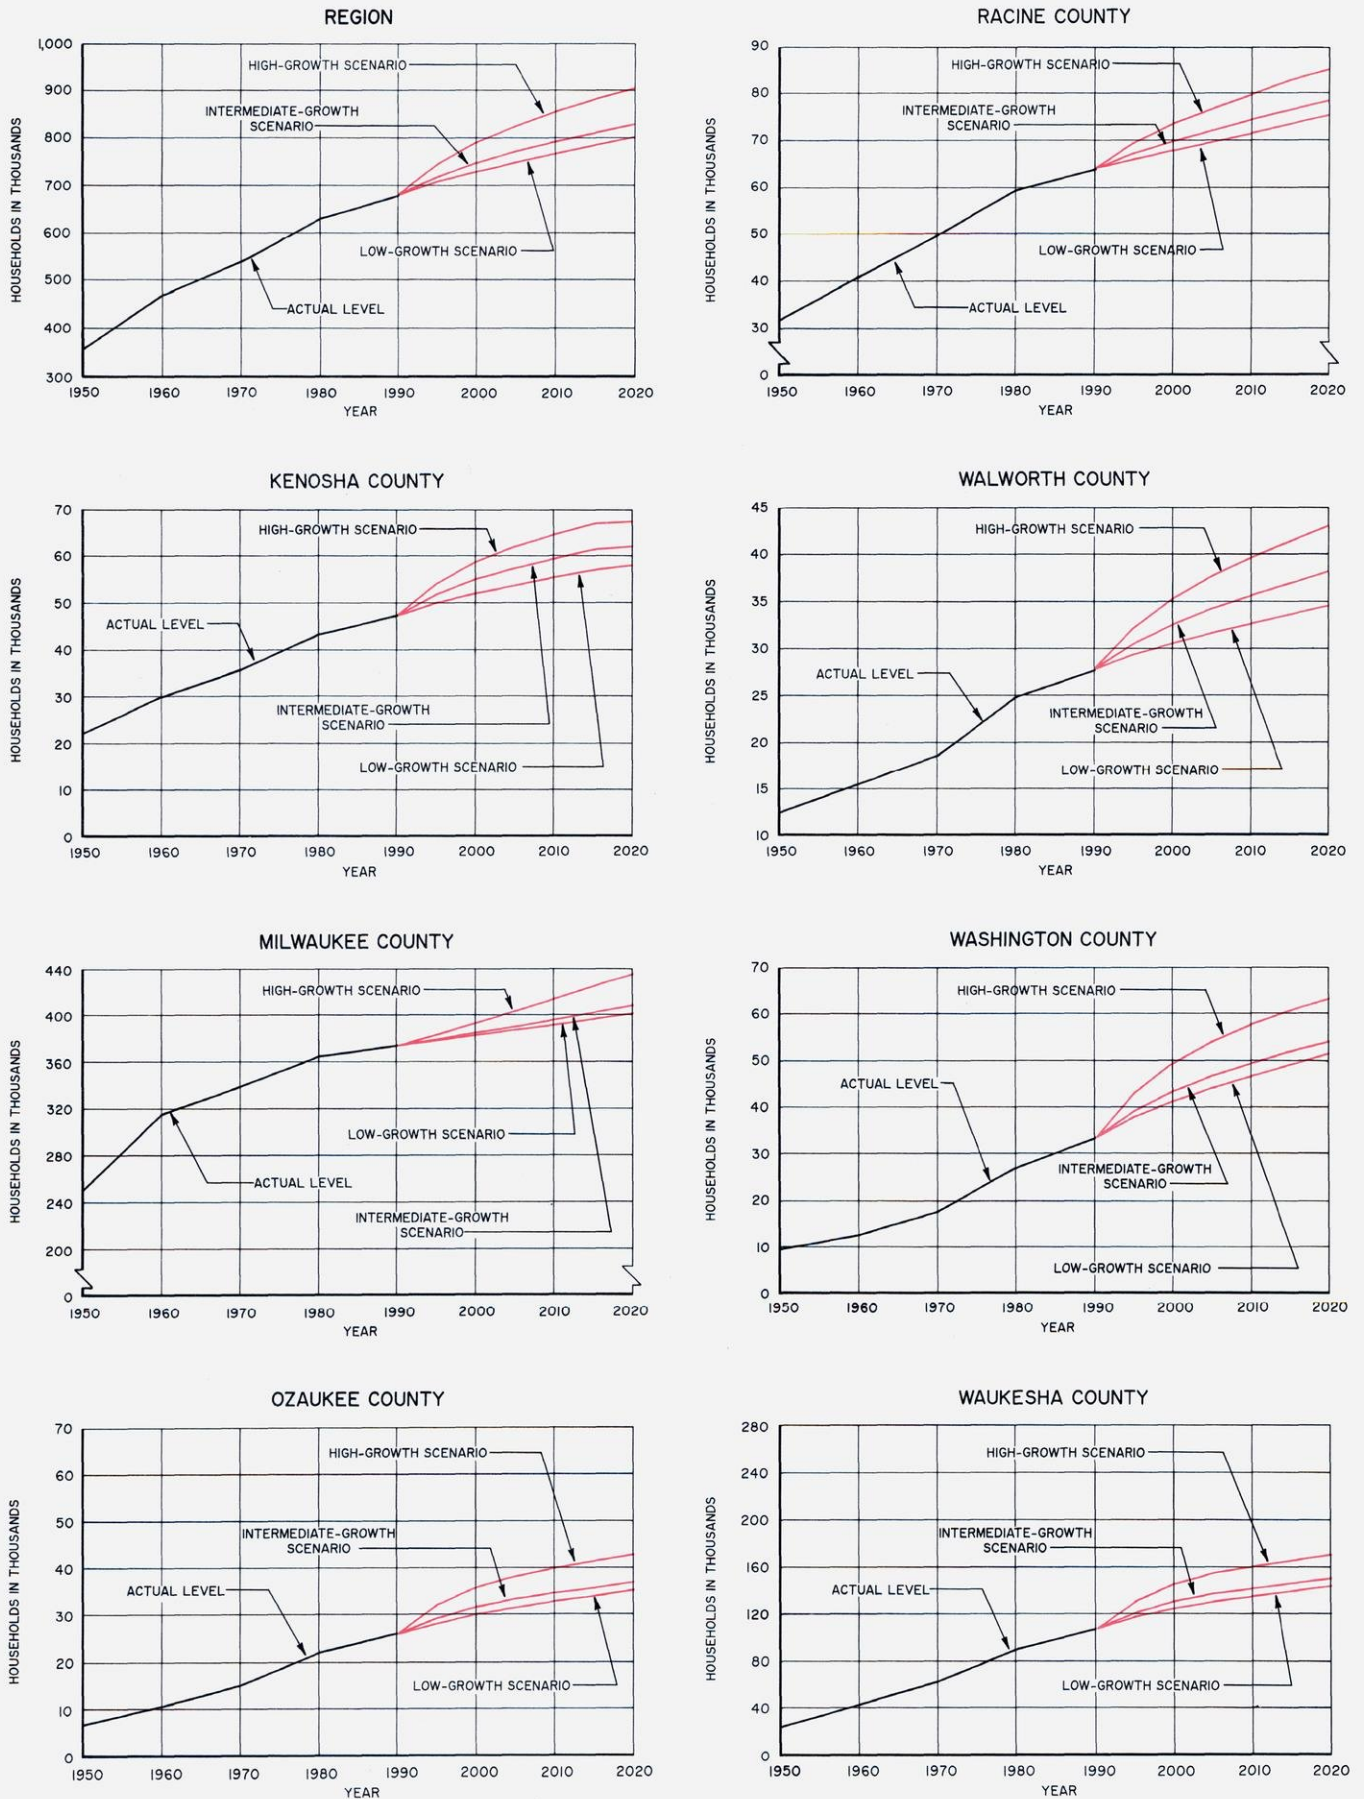 REGION
HOUSEHOLDS IN THOUSANDS
1,000
900
800
700
600
500
400
300
HIGH-GROWTH SCENARIO
INTERMEDIATE-GROWTH
SCENARIO
LOW-GROWTH SCENARIO
ACTUAL LEVEL
1950 1960 1970 1980 1990 2000 2010 2020
YEAR
RACINE COUNTY
HOUSEHOLDS IN THOUSANDS
90
80
70
60
50
40
30
0
HIGH-GROWTH SCENARIO
INTERMEDIATE-GROWTH
SCENARIO
LOW-GROWTH SCENARIO
ACTUAL LEVEL
1950 1960 1970 1980 1990 2000 2010 2020
YEAR
KENOSHA COUNTY
HOUSEHOLDS IN THOUSANDS
70
60
50
40
30
20
10
0
HIGH-GROWTH SCENARIO
ACTUAL LEVEL
INTERMEDIATE-GROWTH
SCENARIO
LOW-GROWTH SCENARIO
1950 1960 1970 1980 1990 2000 2010 2020
YEAR
WALWORTH COUNTY
HOUSEHOLDS IN THOUSANDS
45
40
35
30
25
20
15
10
HIGH-GROWTH SCENARIO
ACTUAL LEVEL
INTERMEDIATE-GROWTH
SCENARIO
LOW-GROWTH SCENARIO
1950 1960 1970 1980 1990 2000 2010 2020
YEAR
MILWAUKEE COUNTY
HOUSEHOLDS IN THOUSANDS
440
400
360
320
280
240
200
0
HIGH-GROWTH SCENARIO
LOW-GROWTH SCENARIO
ACTUAL LEVEL
INTERMEDIATE-GROWTH
SCENARIO
1950 1960 1970 1980 1990 2000 2010 2020
YEAR
WASHINGTON COUNTY
HOUSEHOLDS IN THOUSANDS
70
60
50
40
30
20
10
0
HIGH-GROWTH SCENARIO
ACTUAL LEVEL
INTERMEDIATE-GROWTH
SCENARIO
LOW-GROWTH SCENARIO
1950 1960 1970 1980 1990 2000 2010 2020
YEAR
OZAUKEE COUNTY
HOUSEHOLDS IN THOUSANDS
70
60
50
40
30
20
10
0
HIGH-GROWTH SCENARIO
INTERMEDIATE-GROWTH
SCENARIO
ACTUAL LEVEL
LOW-GROWTH SCENARIO
1950 1960 1970 1980 1990 2000 2010 2020
YEAR
WAUKESHA COUNTY
HOUSEHOLDS IN THOUSANDS
280
240
200
160
120
80
40
0
HIGH-GROWTH SCENARIO
INTERMEDIATE-GROWTH
SCENARIO
ACTUAL LEVEL
LOW-GROWTH SCENARIO
1950 1960 1970 1980 1990 2000 2010 2020
YEAR